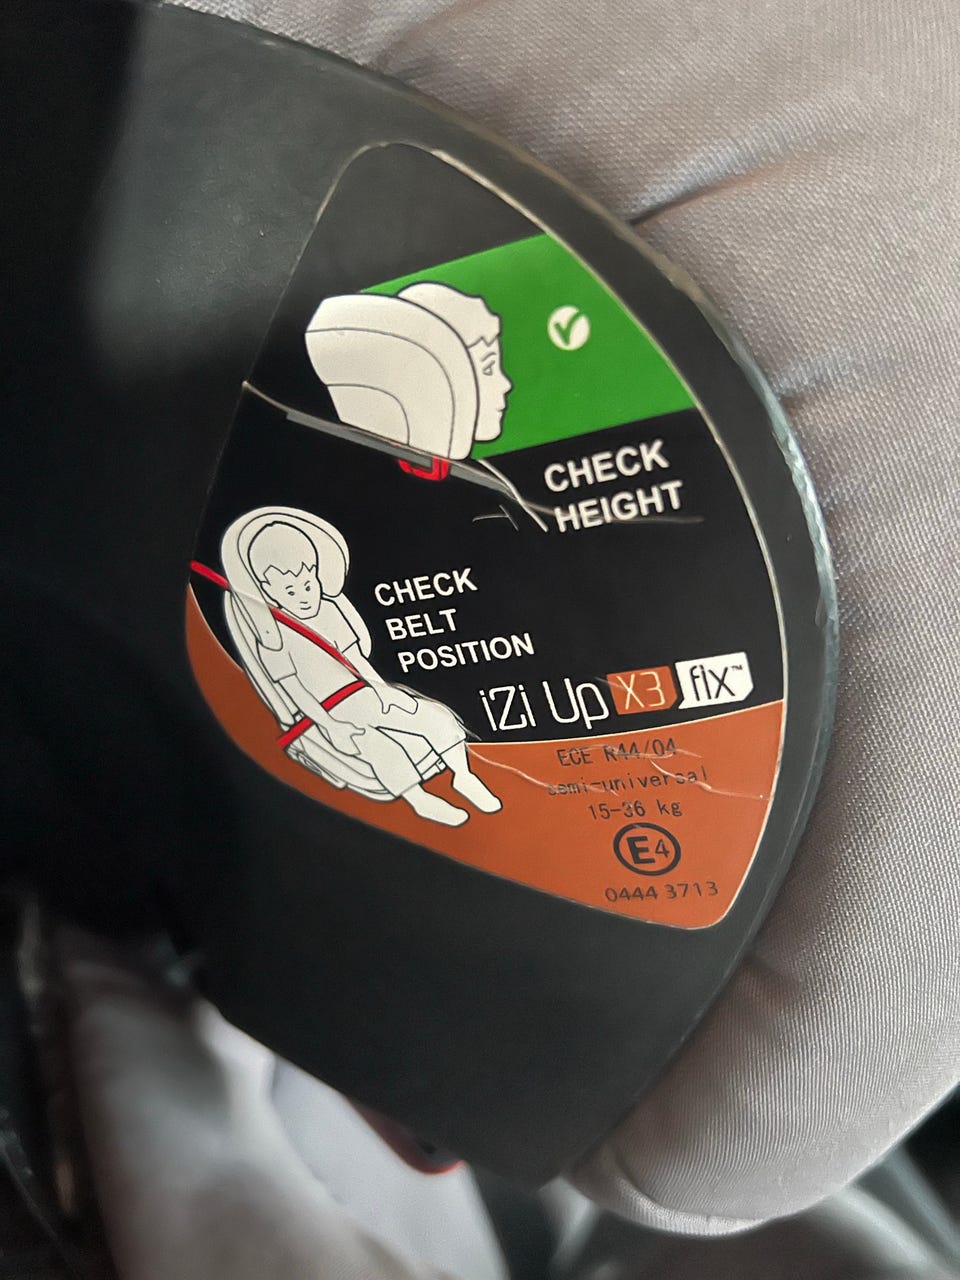 CHECK
HEIGHT
CHECK
BELT
POSITION
iZi Up X3 fix™
ECE R44/04
semi-universal
15-36 kg
E4
0444 3713